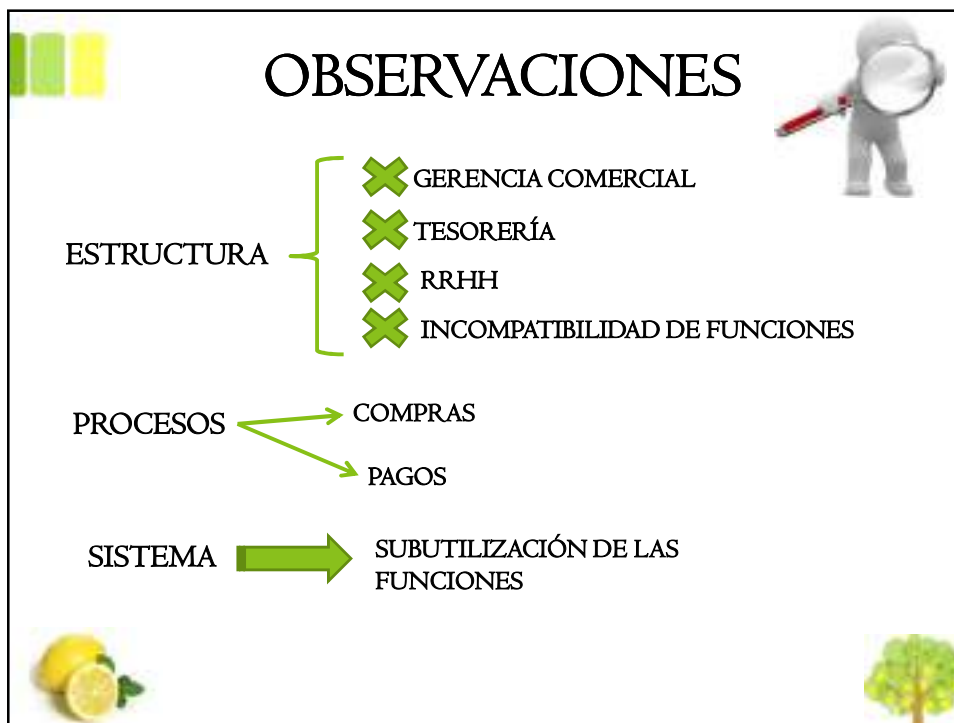 OBSERVACIONES
ESTRUCTURA
GERENCIA COMERCIAL
TESORERÍA
RRHH
INCOMPATIBILIDAD DE FUNCIONES
PROCESOS
COMPRAS
PAGOS
SISTEMA
SUBUTILIZACIÓN DE LAS
FUNCIONES